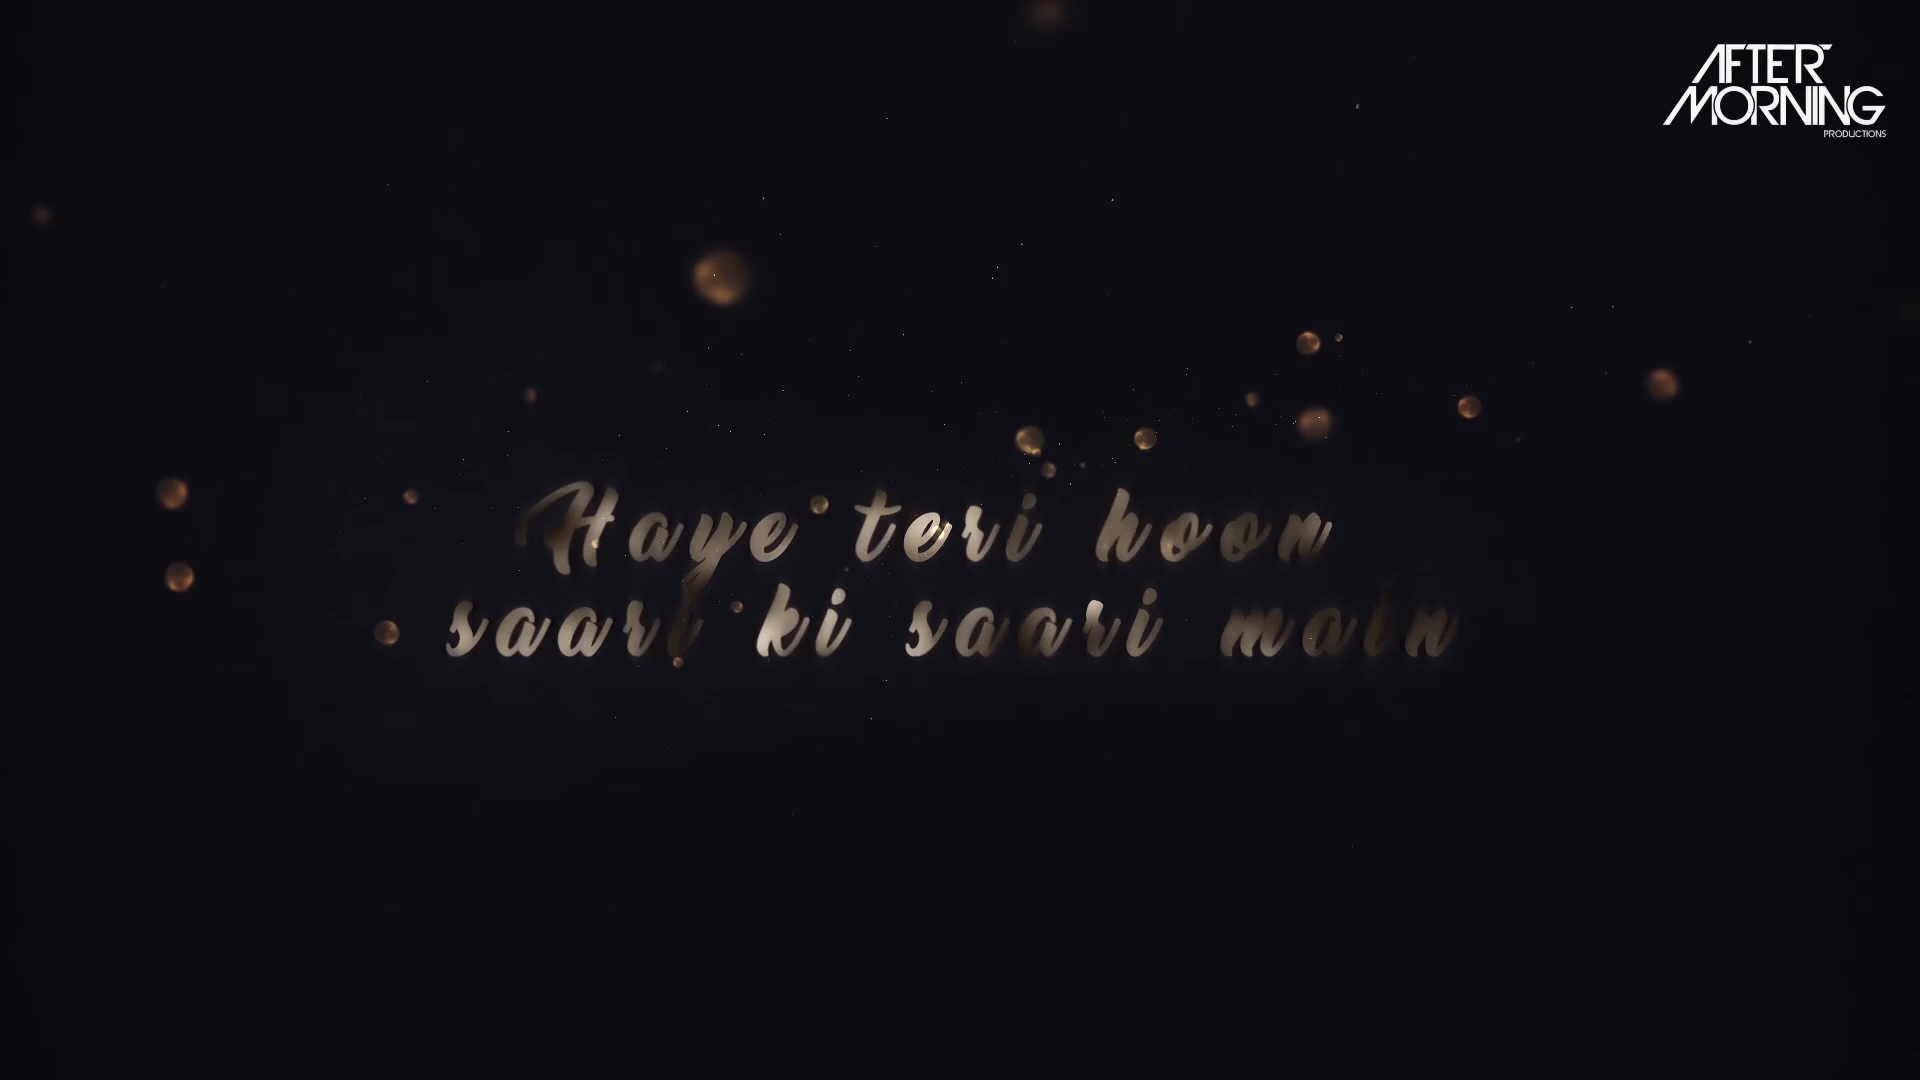 AFTER
MORNING
PRODUCTIONS
Haye teri hoon
saari ki saari main